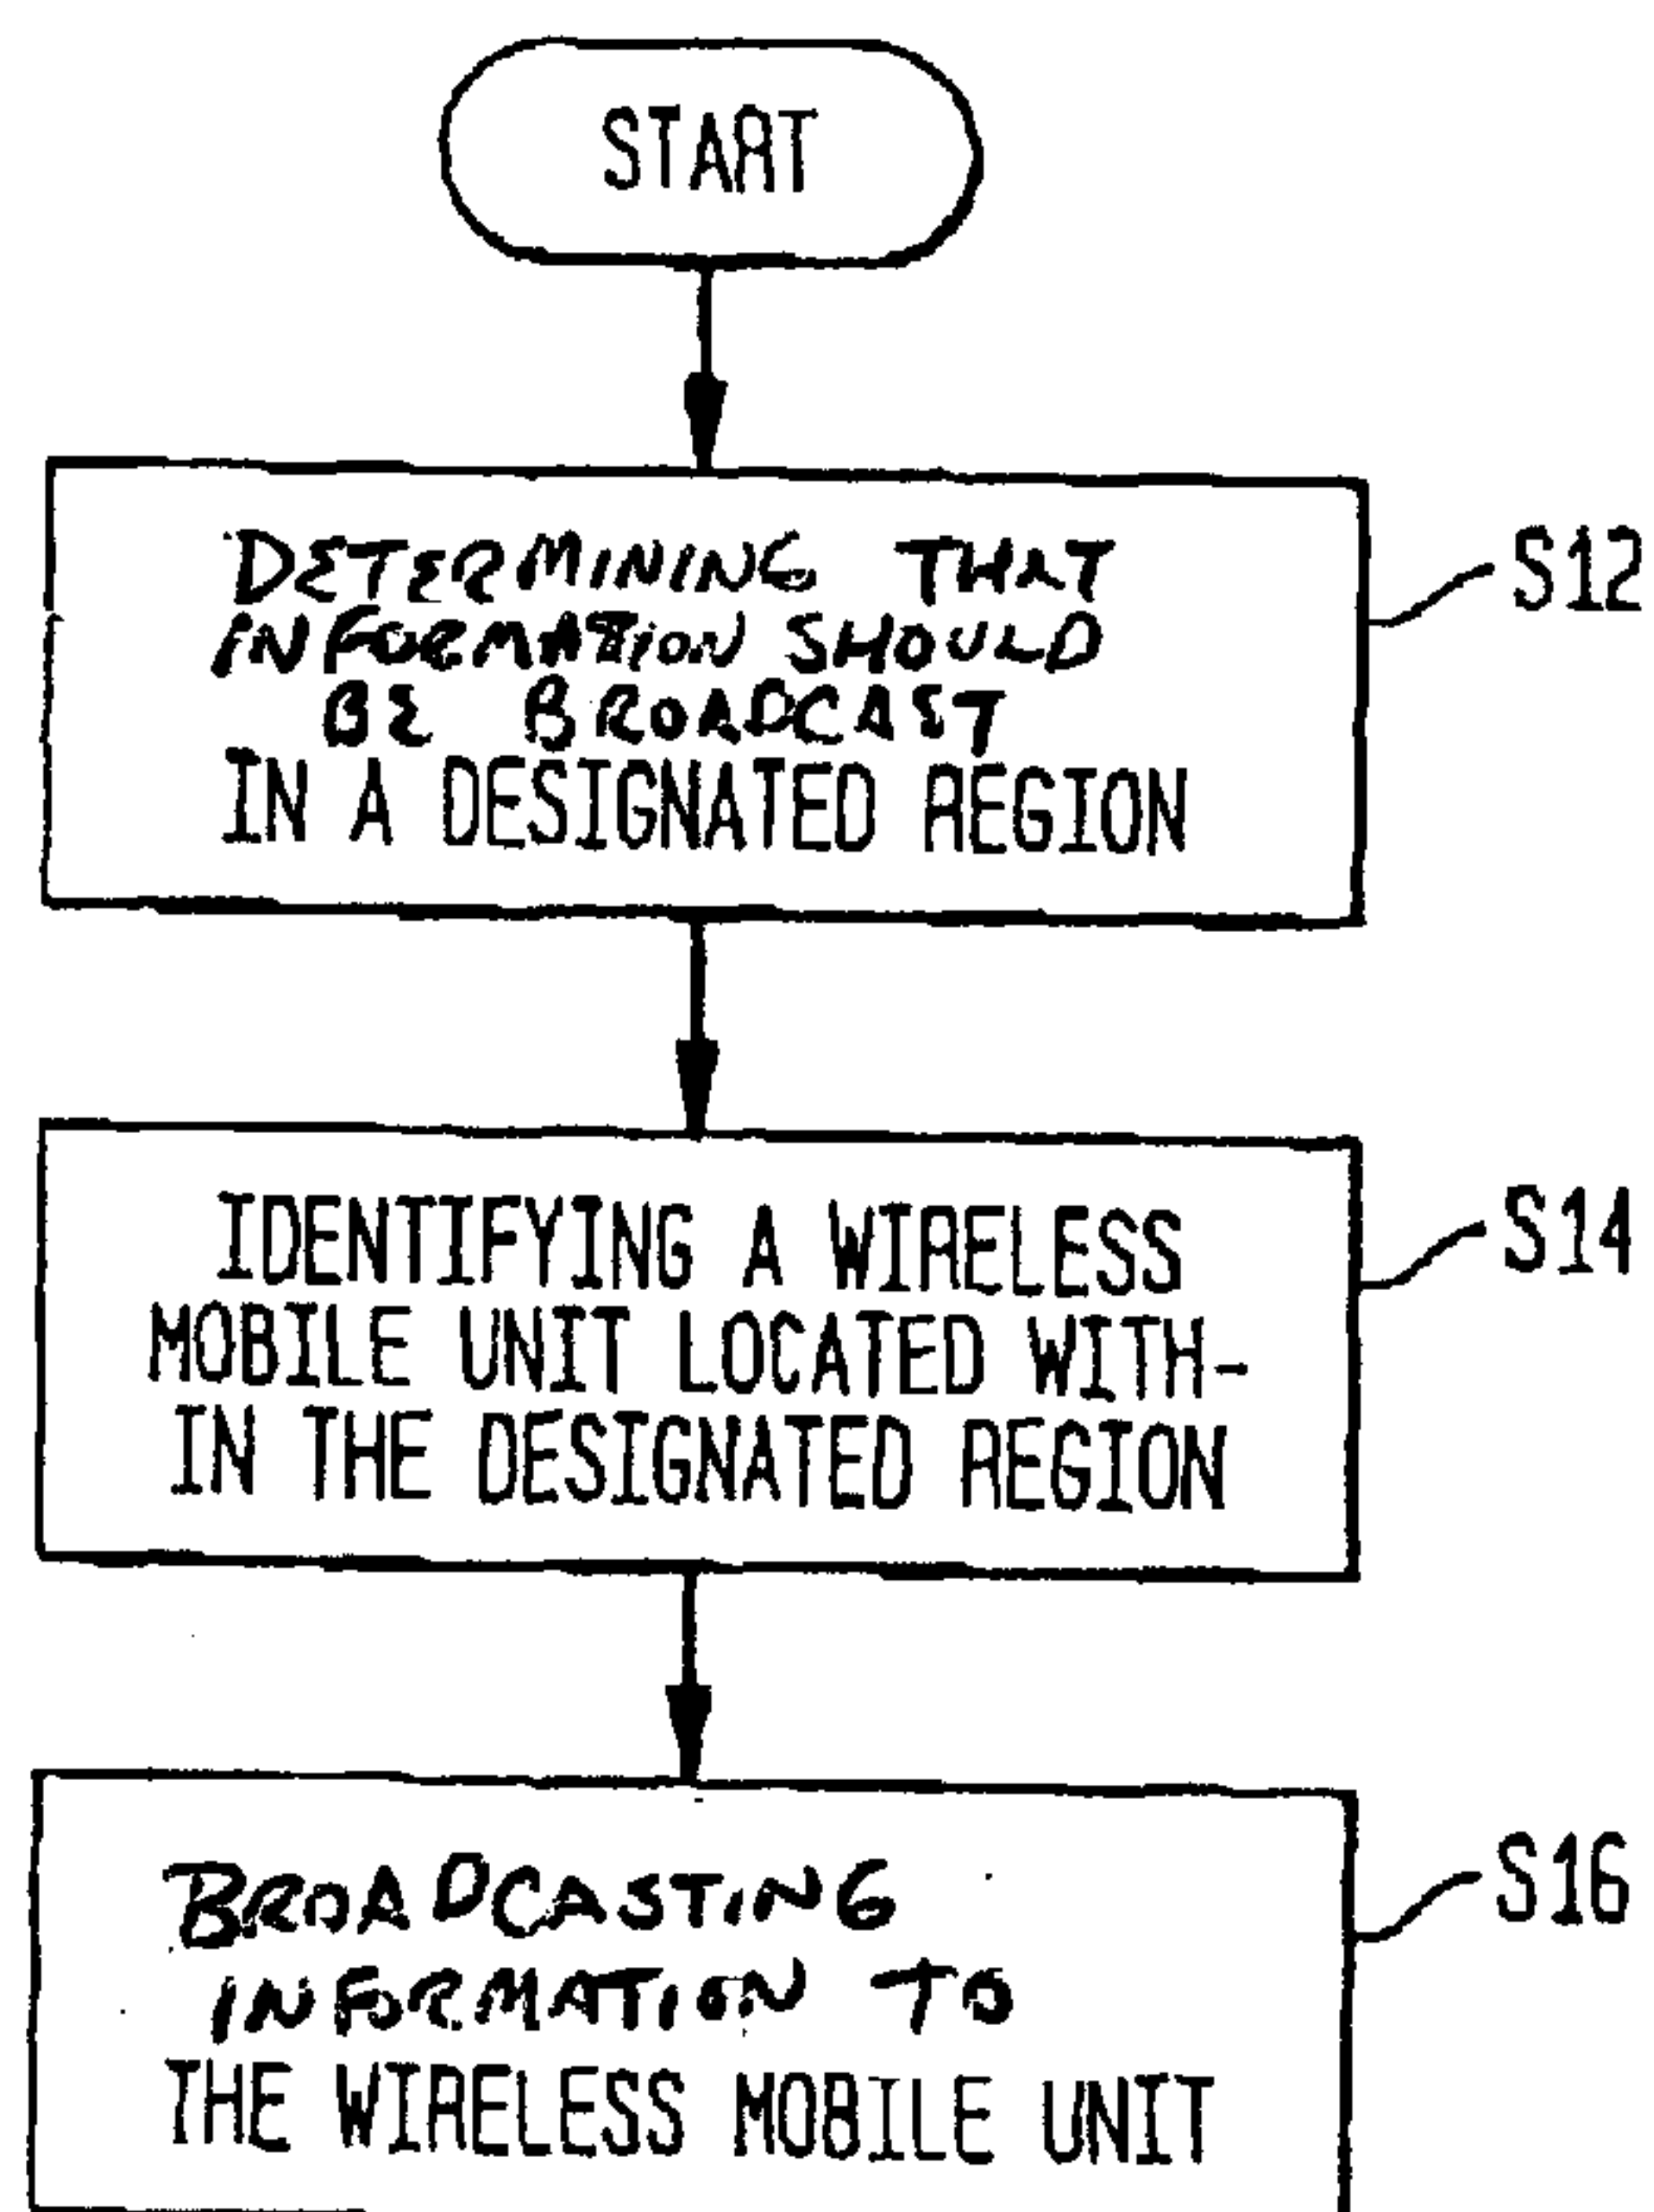 START
DETERMINING THAT
INFORMATION SHOULD
BE BROADCAST
IN A DESIGNATED REGION
S12
IDENTIFYING A WIRELESS
MOBILE UNIT LOCATED WITH-
IN THE DESIGNATED REGION
S14
BROADCASTING
INFORMATION TO
THE WIRELESS MOBILE UNIT
S16